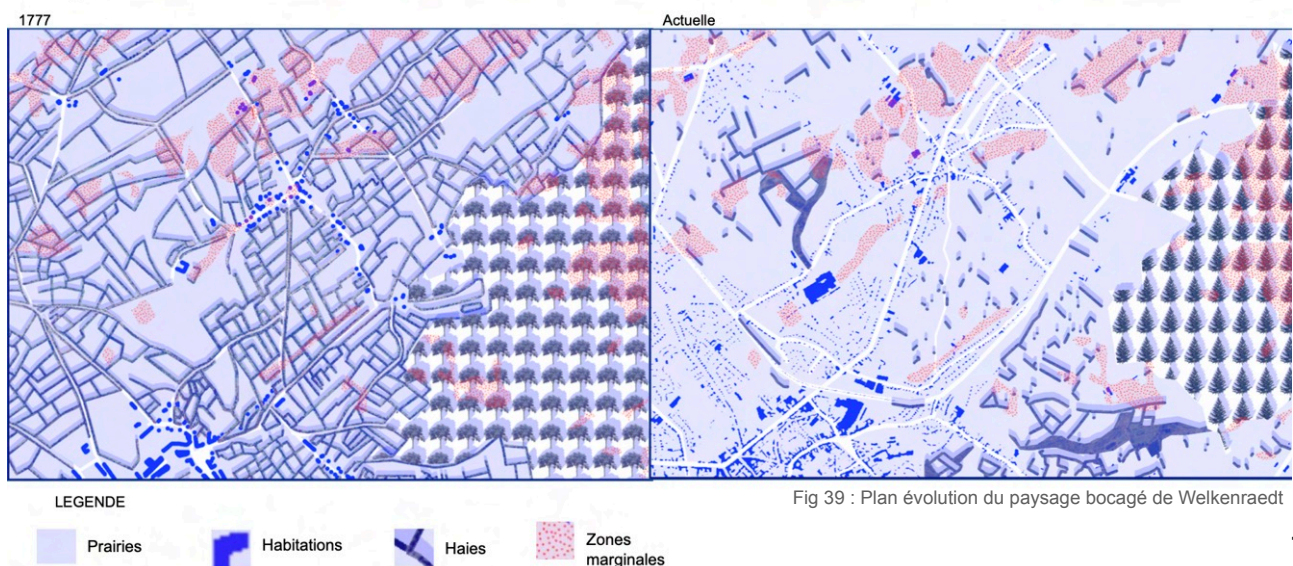 1777
Actuelle
Fig 39 : Plan évolution du paysage bocagé de Welkenraedt
LEGENDE
Prairies
Habitations
Haies
Zones
marginales